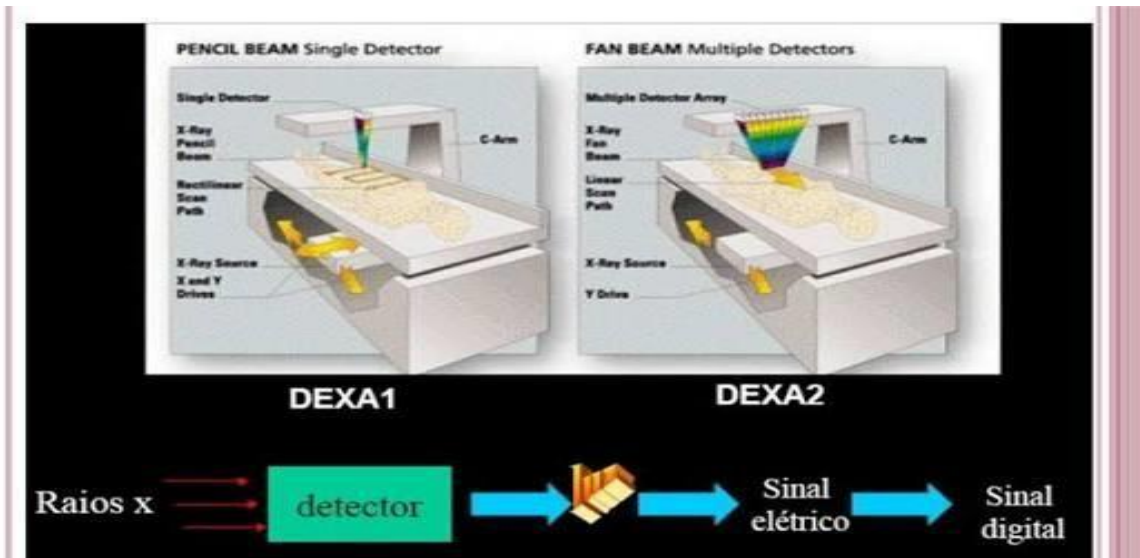 PENCIL BEAM Single Detector
Single Detector
X-Ray
Pencil
Beam
C-Arm
Rectilinear
Scan
Path
X-Ray Source
X and Y
Drives
FAN BEAM Multiple Detectors
Multiple Detector Array
X-Ray
Fan
Beam
C-Arm
Linear
Scan
Path
X-Ray Source
Y Drive
DEXA1
DEXA2
Raios x
detector
Sinal
elétrico
Sinal
digital